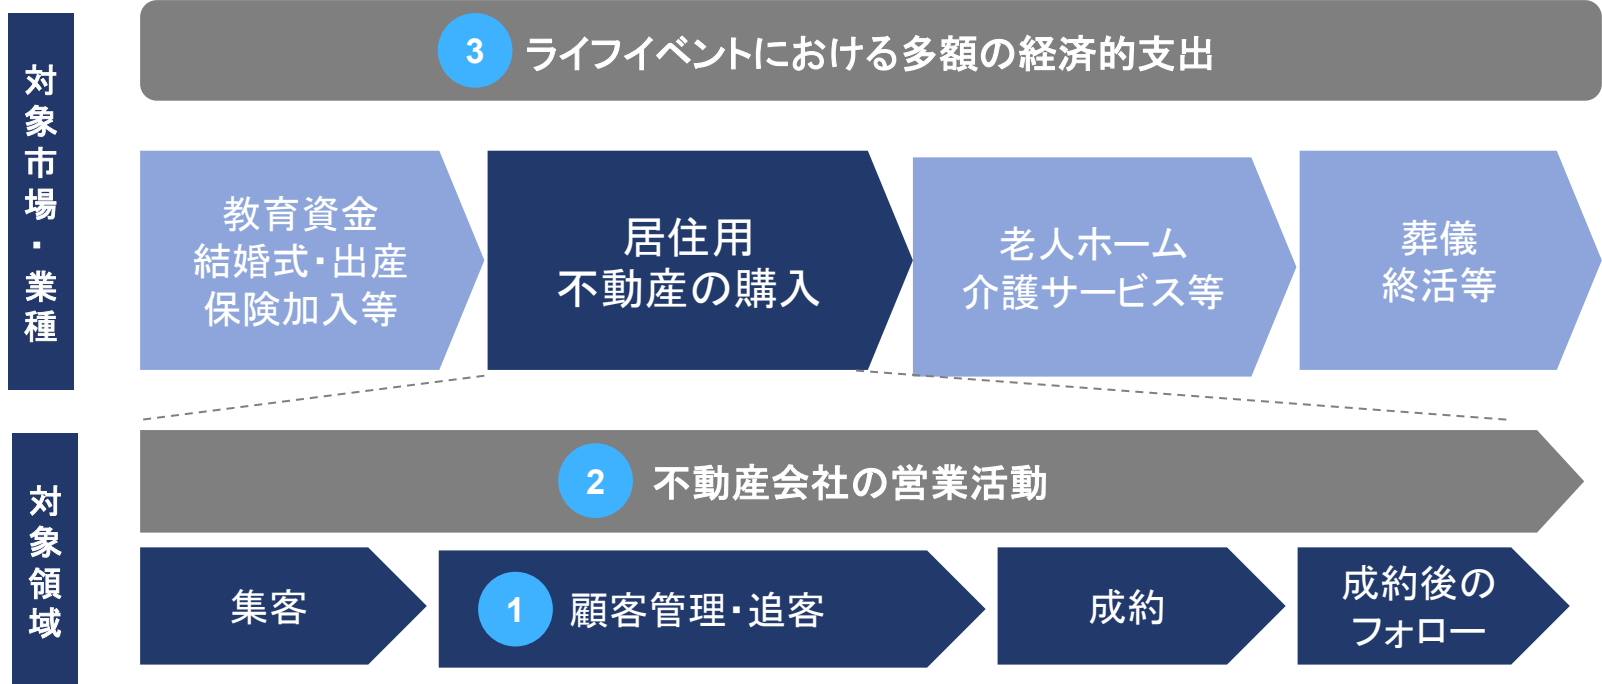 対象市場・業種
3 ライフイベントにおける多額の経済的支出
教育資金
結婚式・出産
保険加入等
居住用
不動産の購入
老人ホーム
介護サービス等
葬儀
終活等
対象領域
2 不動産会社の営業活動
集客
1 顧客管理・追客
成約
成約後の
フォロー